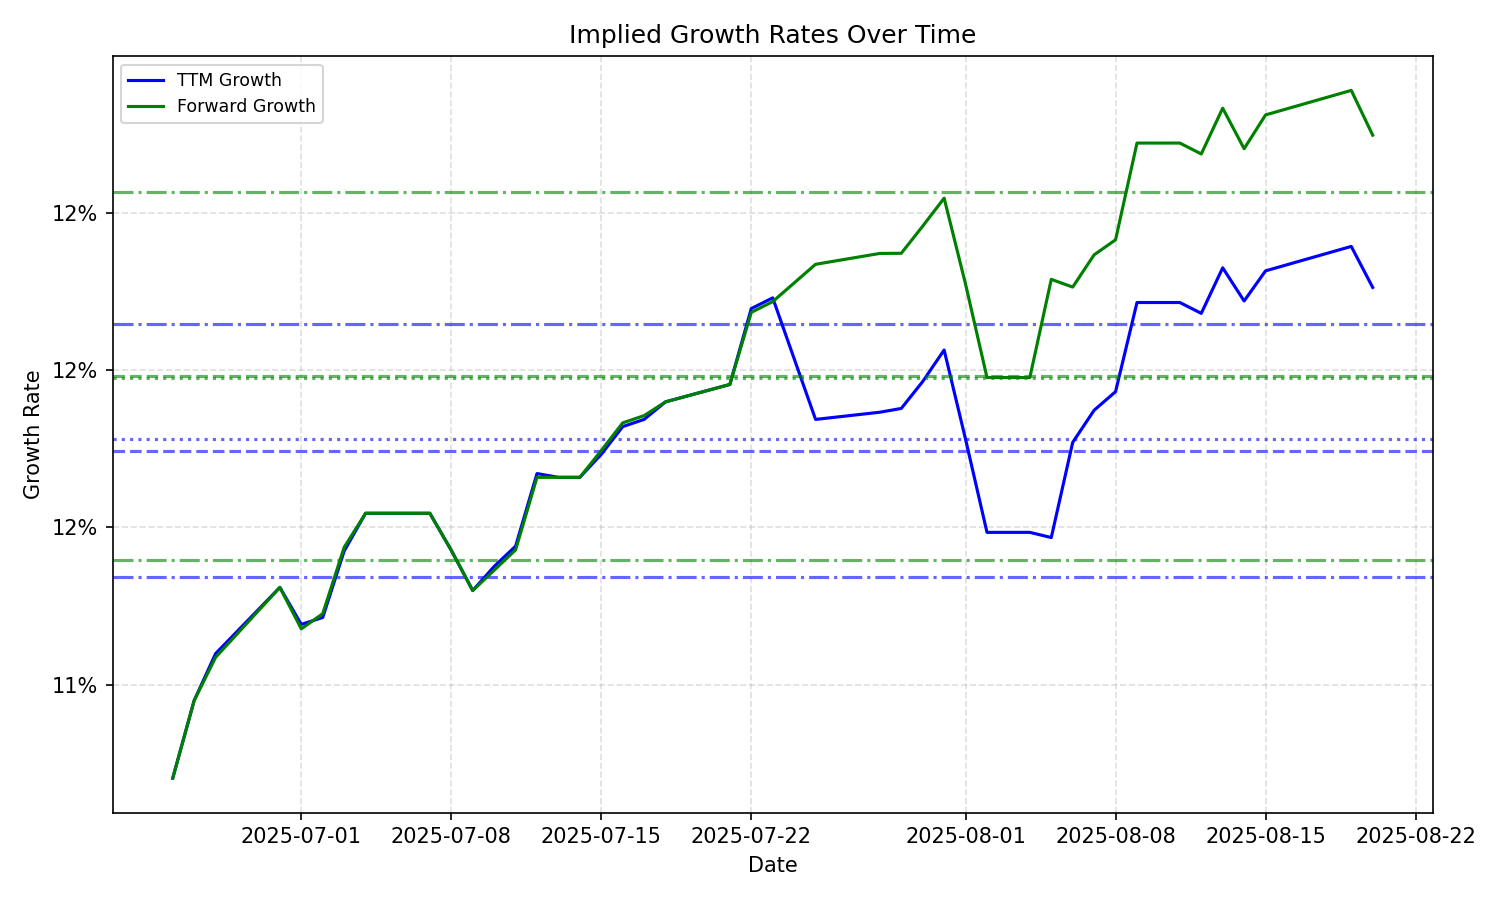 Implied Growth Rates Over Time
TTM Growth
Forward Growth
12%
12%
12%
11%
Growth Rate
2025-07-01
2025-07-08
2025-07-15
2025-07-22
2025-08-01
2025-08-08
2025-08-15
2025-08-22
Date